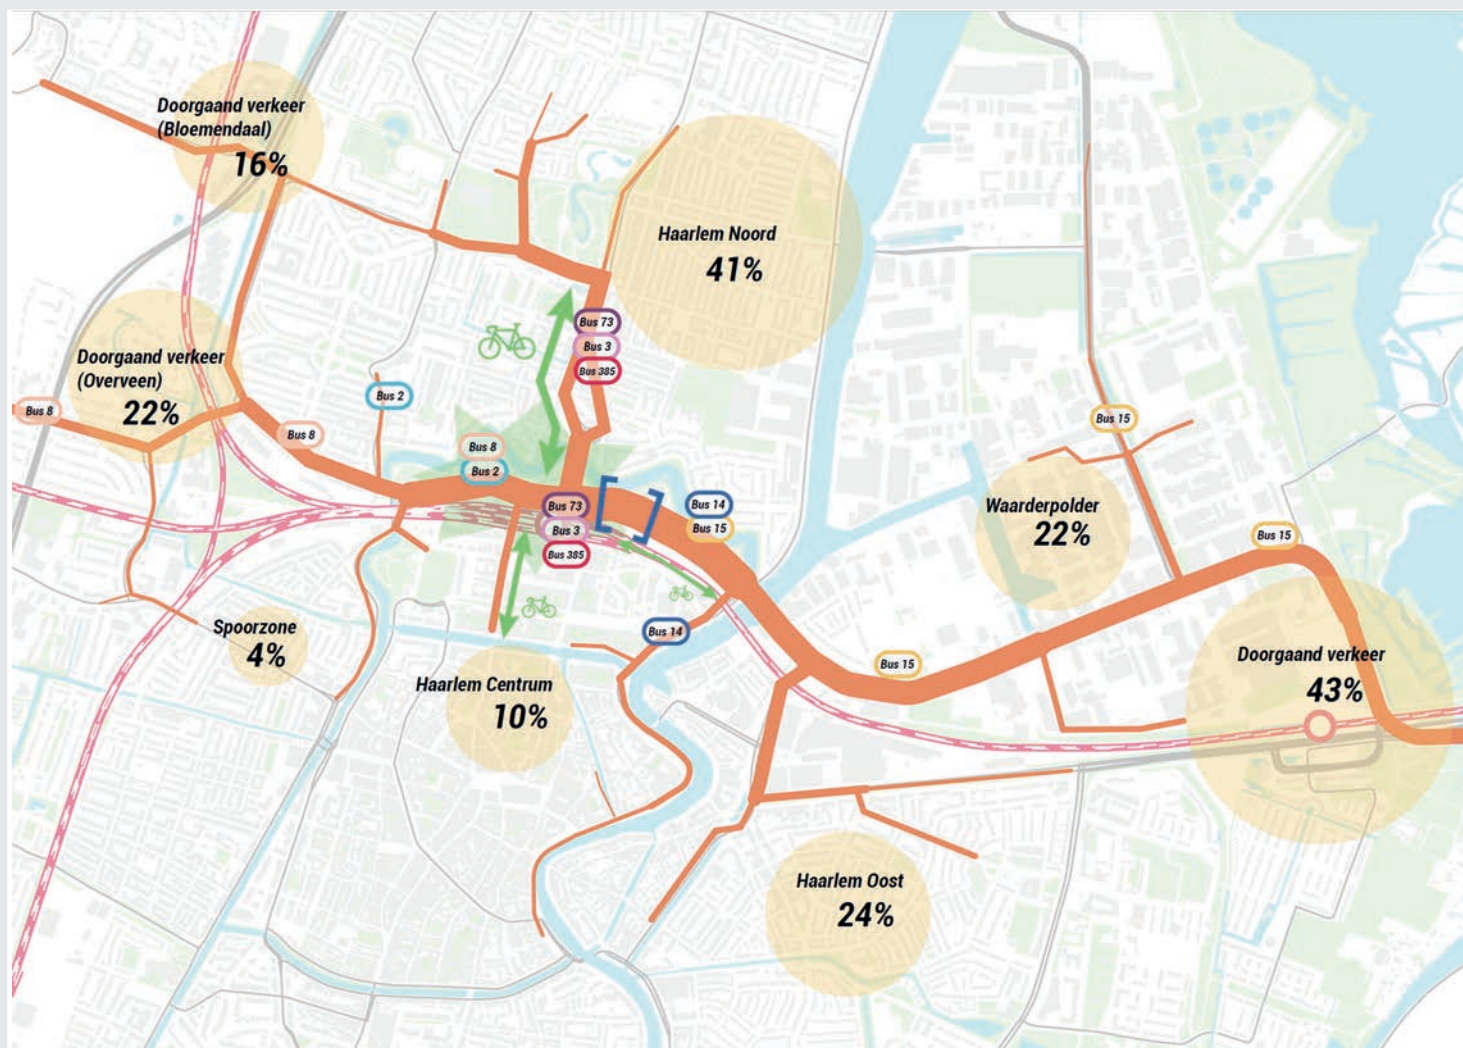 Doorgaand verkeer
(Bloemendaal)
16%
Haarlem Noord
41%
Bus 73
Bus 3
Bus 385
Doorgaand verkeer
(Overveen)
22%
Bus 8
Bus 2
Bus 8
Bus 8
Bus 2
Bus 15
Bus 73
Bus 3
Bus 385
Bus 14
Bus 15
Waarderpolder
22%
Bus 15
Spoorzone
4%
Bus 14
Bus 15
Doorgaand verkeer
43%
Haarlem Centrum
10%
Haarlem Oost
24%